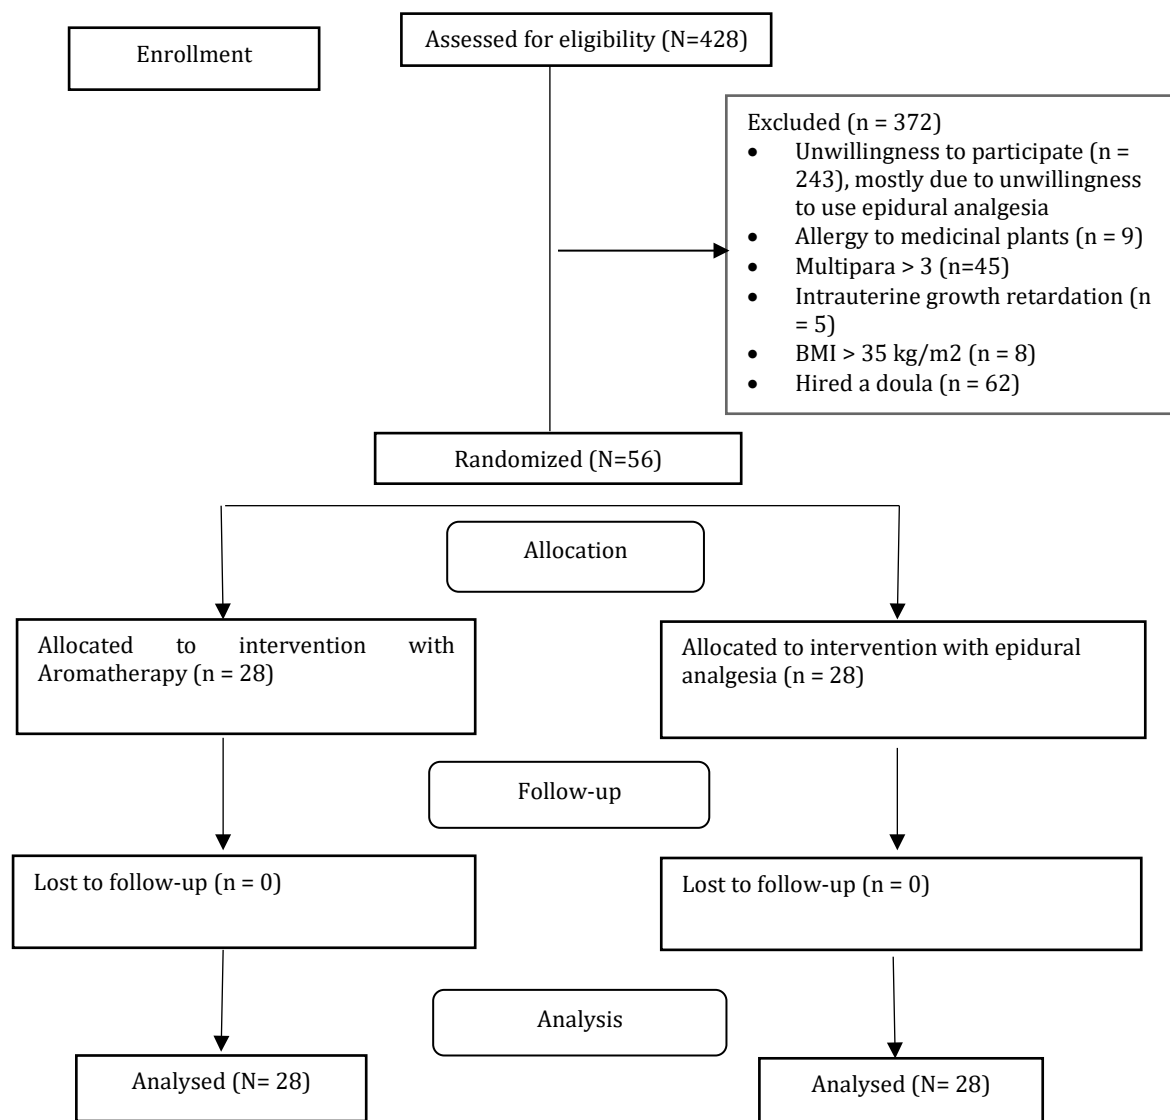 Enrollment
Assessed for eligibility (N=428)
Excluded (n = 372)
• Unwillingness to participate (n =
243), mostly due to unwillingness
to use epidural analgesia
• Allergy to medicinal plants (n = 9)
• Multipara > 3 (n=45)
• Intrauterine growth retardation (n
= 5)
• BMI > 35 kg/m2 (n = 8)
• Hired a doula (n = 62)
Randomized (N=56)
Allocation
Allocated to intervention with
Aromatherapy (n = 28)
Allocated to intervention with epidural
analgesia (n = 28)
Follow-up
Lost to follow-up (n = 0)
Lost to follow-up (n = 0)
Analysis
Analysed (N= 28)
Analysed (N= 28)